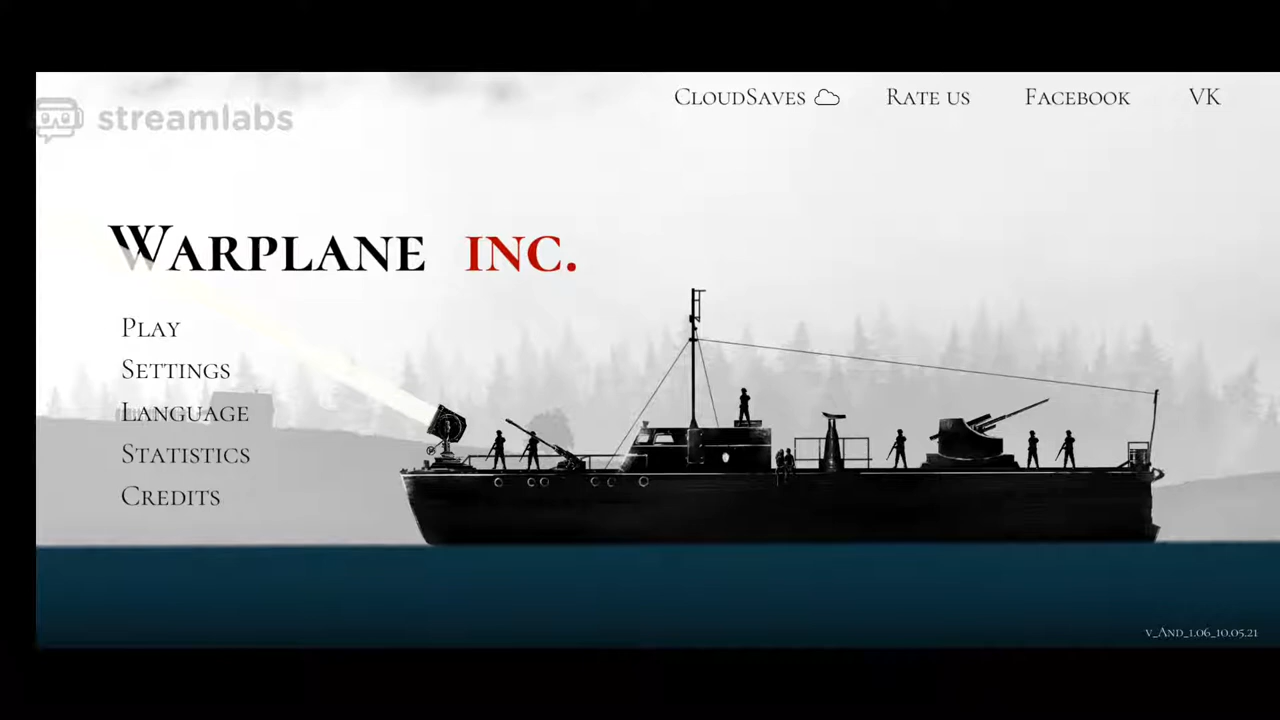 CloudSaves Rate us Facebook VK
streamlabs
Warplane inc.
Play
Settings
Language
Statistics
Credits
v_And_1.06_10.05.21